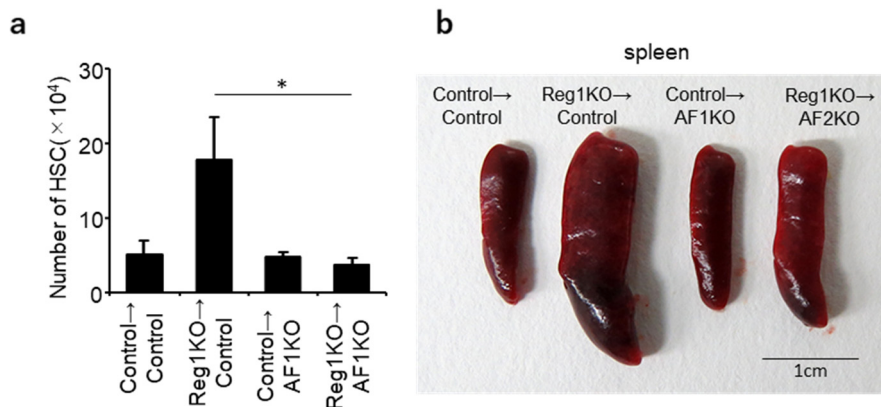 a
Number of HSC(×10⁴)
30
20
10
0
*
Control→
Control
Reg1KO→
Control
Control→
AF1KO
Reg1KO→
AF1KO
b
spleen
Control→
Control
Reg1KO→
Control
Control→
AF1KO
Reg1KO→
AF2KO
1cm